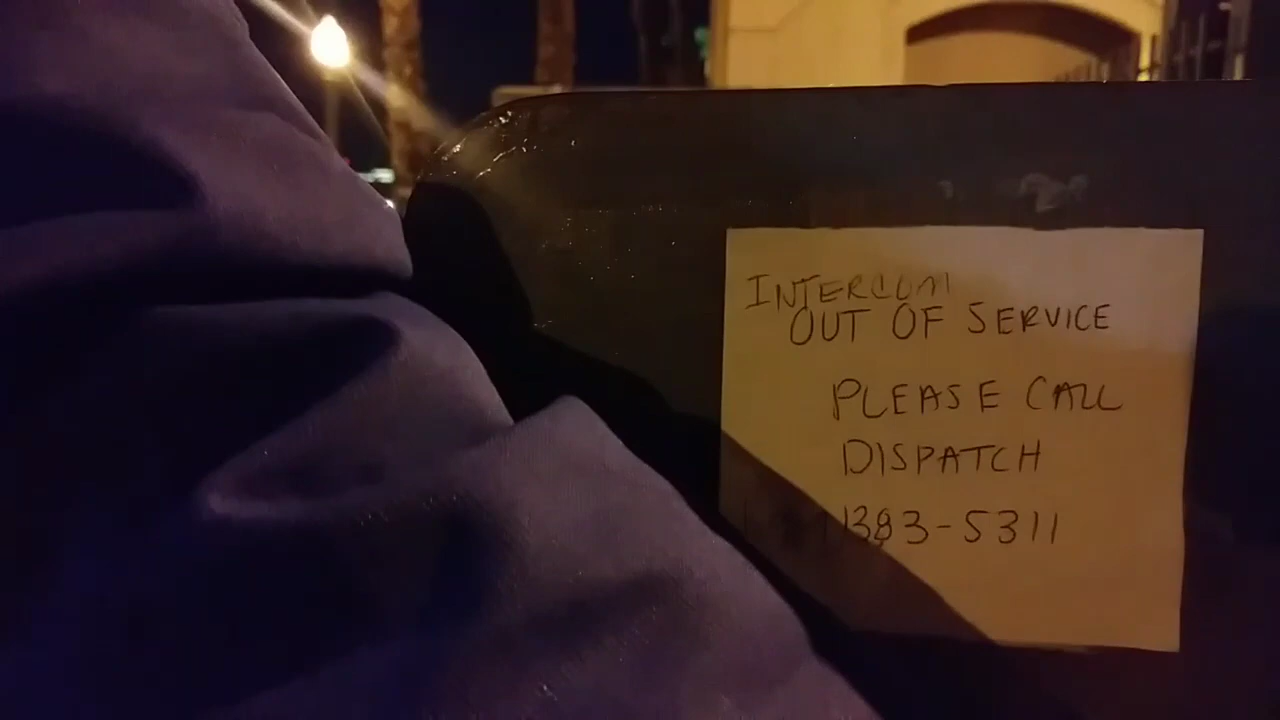 INTERCOM
OUT OF SERVICE
PLEASE CALL
DISPATCH
383-5311